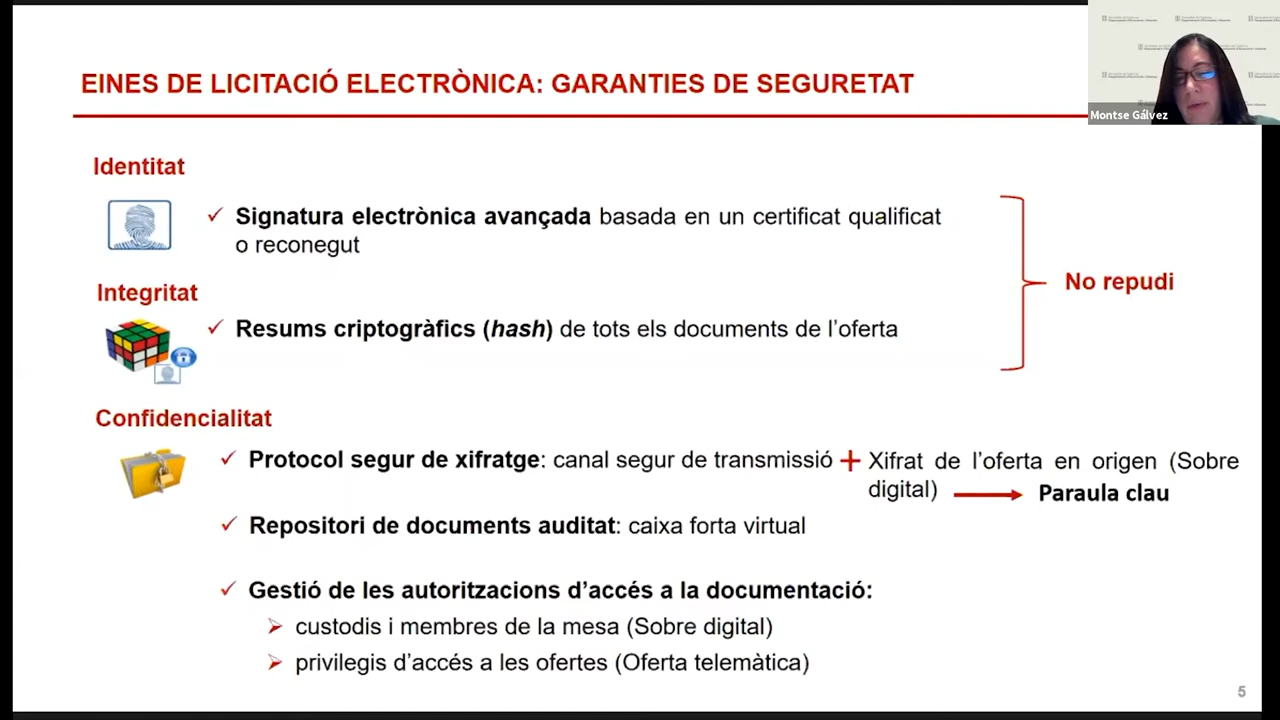 EINES DE LICITACIÓ ELECTRÒNICA: GARANTIES DE SEGURETAT
Montse Gálvez
Identitat
✓ Signatura electrònica avançada basada en un certificat qualificat
o reconegut
No repudi
Integritat
✓ Resums criptogràfics (hash) de tots els documents de l’oferta
Confidencialitat
✓ Protocol segur de xifratge: canal segur de transmissió + Xifrat de l’oferta en origen (Sobre
digital) → Paraula clau
✓ Repositori de documents auditat: caixa forta virtual
✓ Gestió de les autoritzacions d’accés a la documentació:
➢ custodis i membres de la mesa (Sobre digital)
➢ privilegis d’accés a les ofertes (Oferta telemàtica)
5